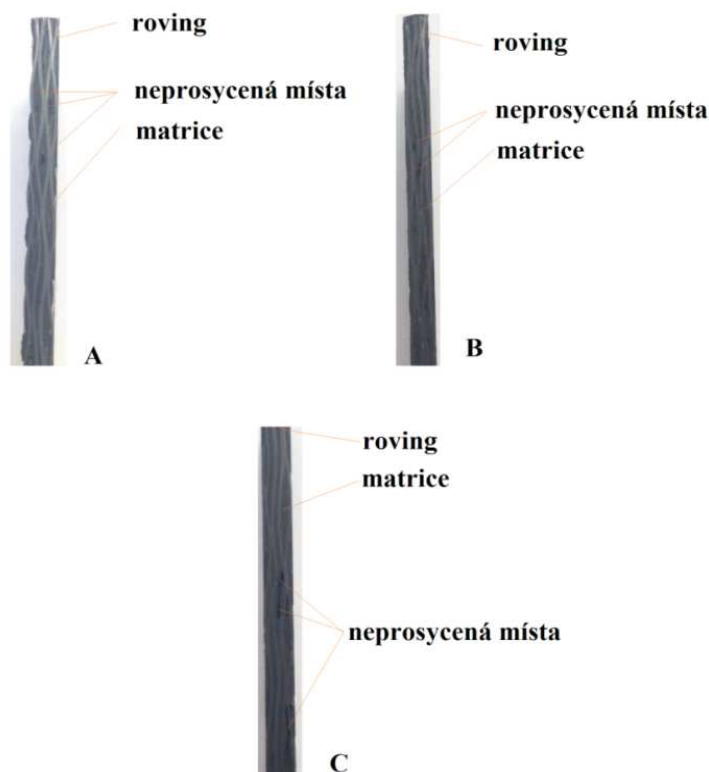 roving
neprosycená místa
matrice
A
roving
neprosycená místa
matrice
B
roving
matrice
neprosycená místa
C